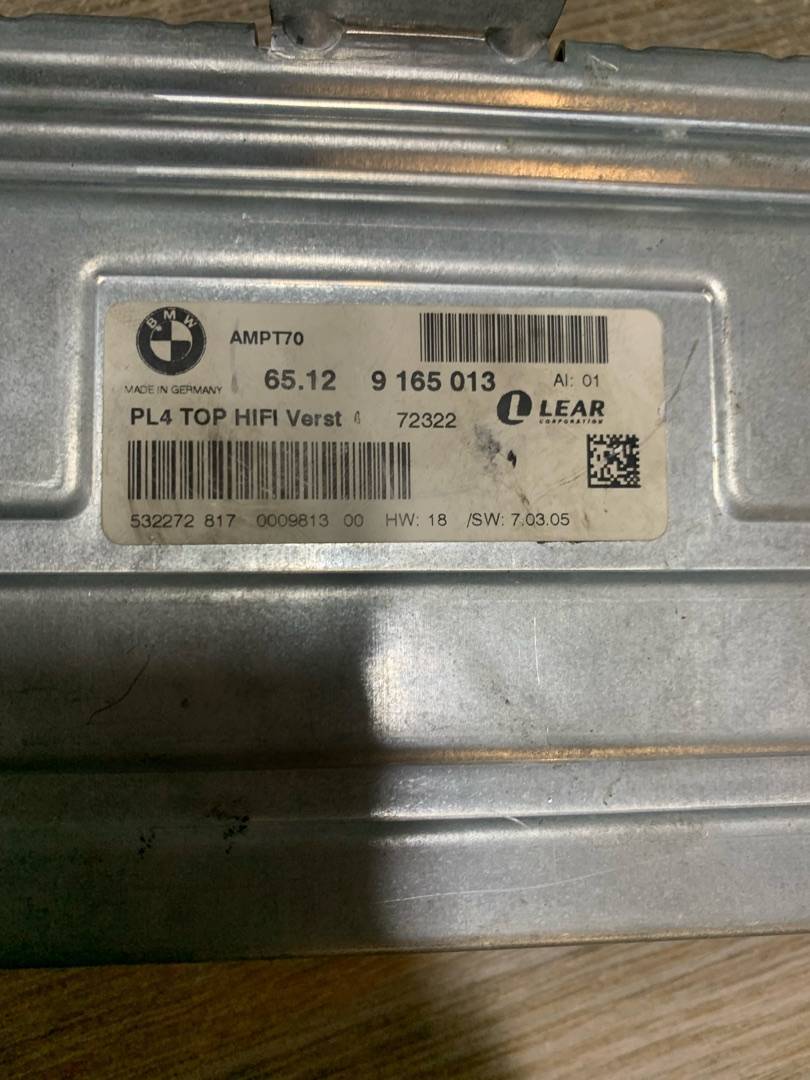 BMW
AMPT70
MADE IN GERMANY
65.12 9 165 013 AI: 01
PL4 TOP HIFI Verst 72322 LEAR
CORPORATION
532272 817 0009813 00 HW: 18 /SW: 7.03.05